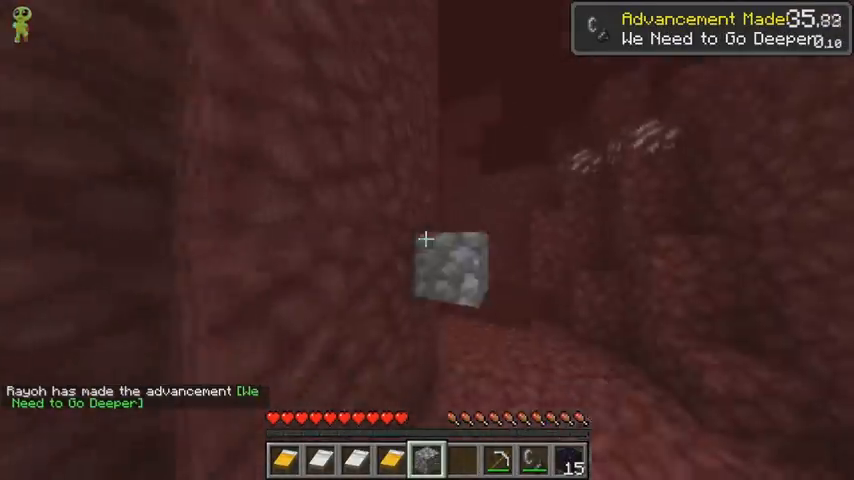 Advancement Made
35.83
We Need to Go Deeper
0.10
Rayoh has made the advancement [We
Need to Go Deeper]
15